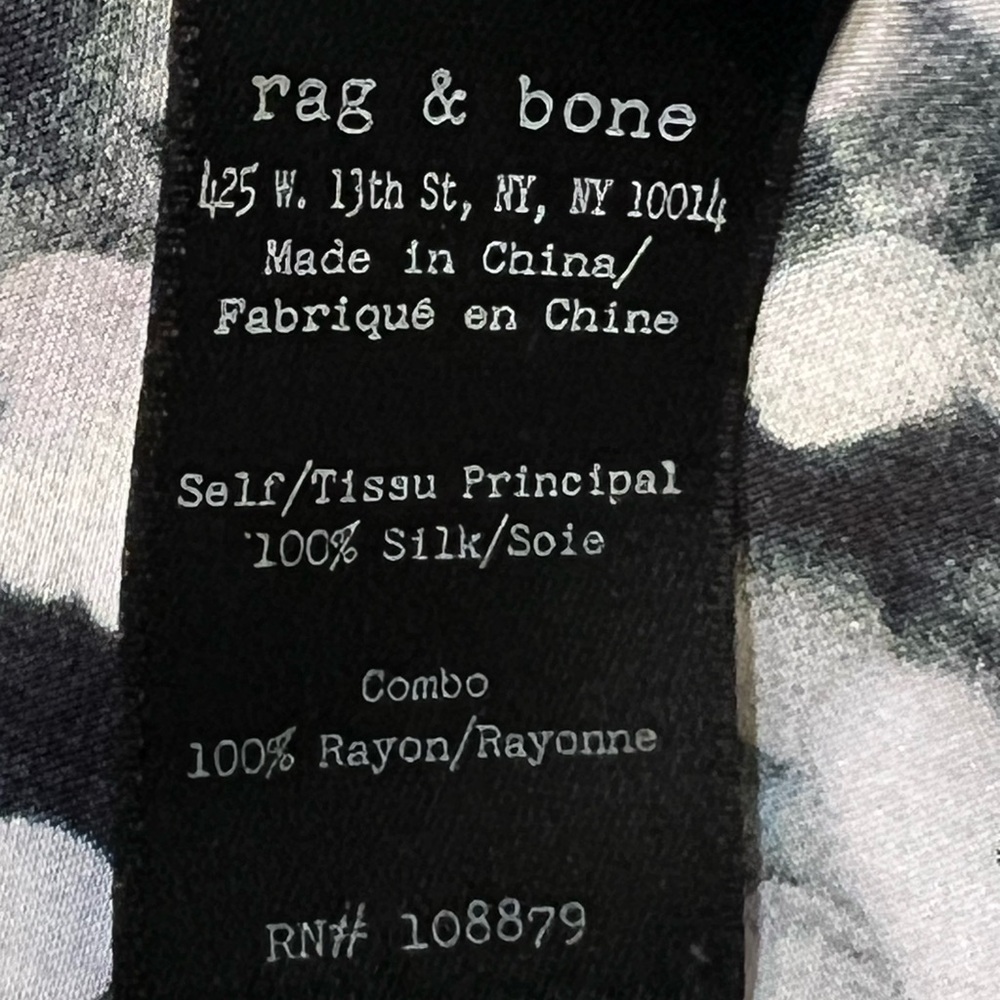 rag & bone
425 W. 13th St, NY, NY 10014
Made in China/
Fabriqué en Chine
Self/Tissu Principal
100% Silk/Soie
Combo
100% Rayon/Rayonne
RN# 108879